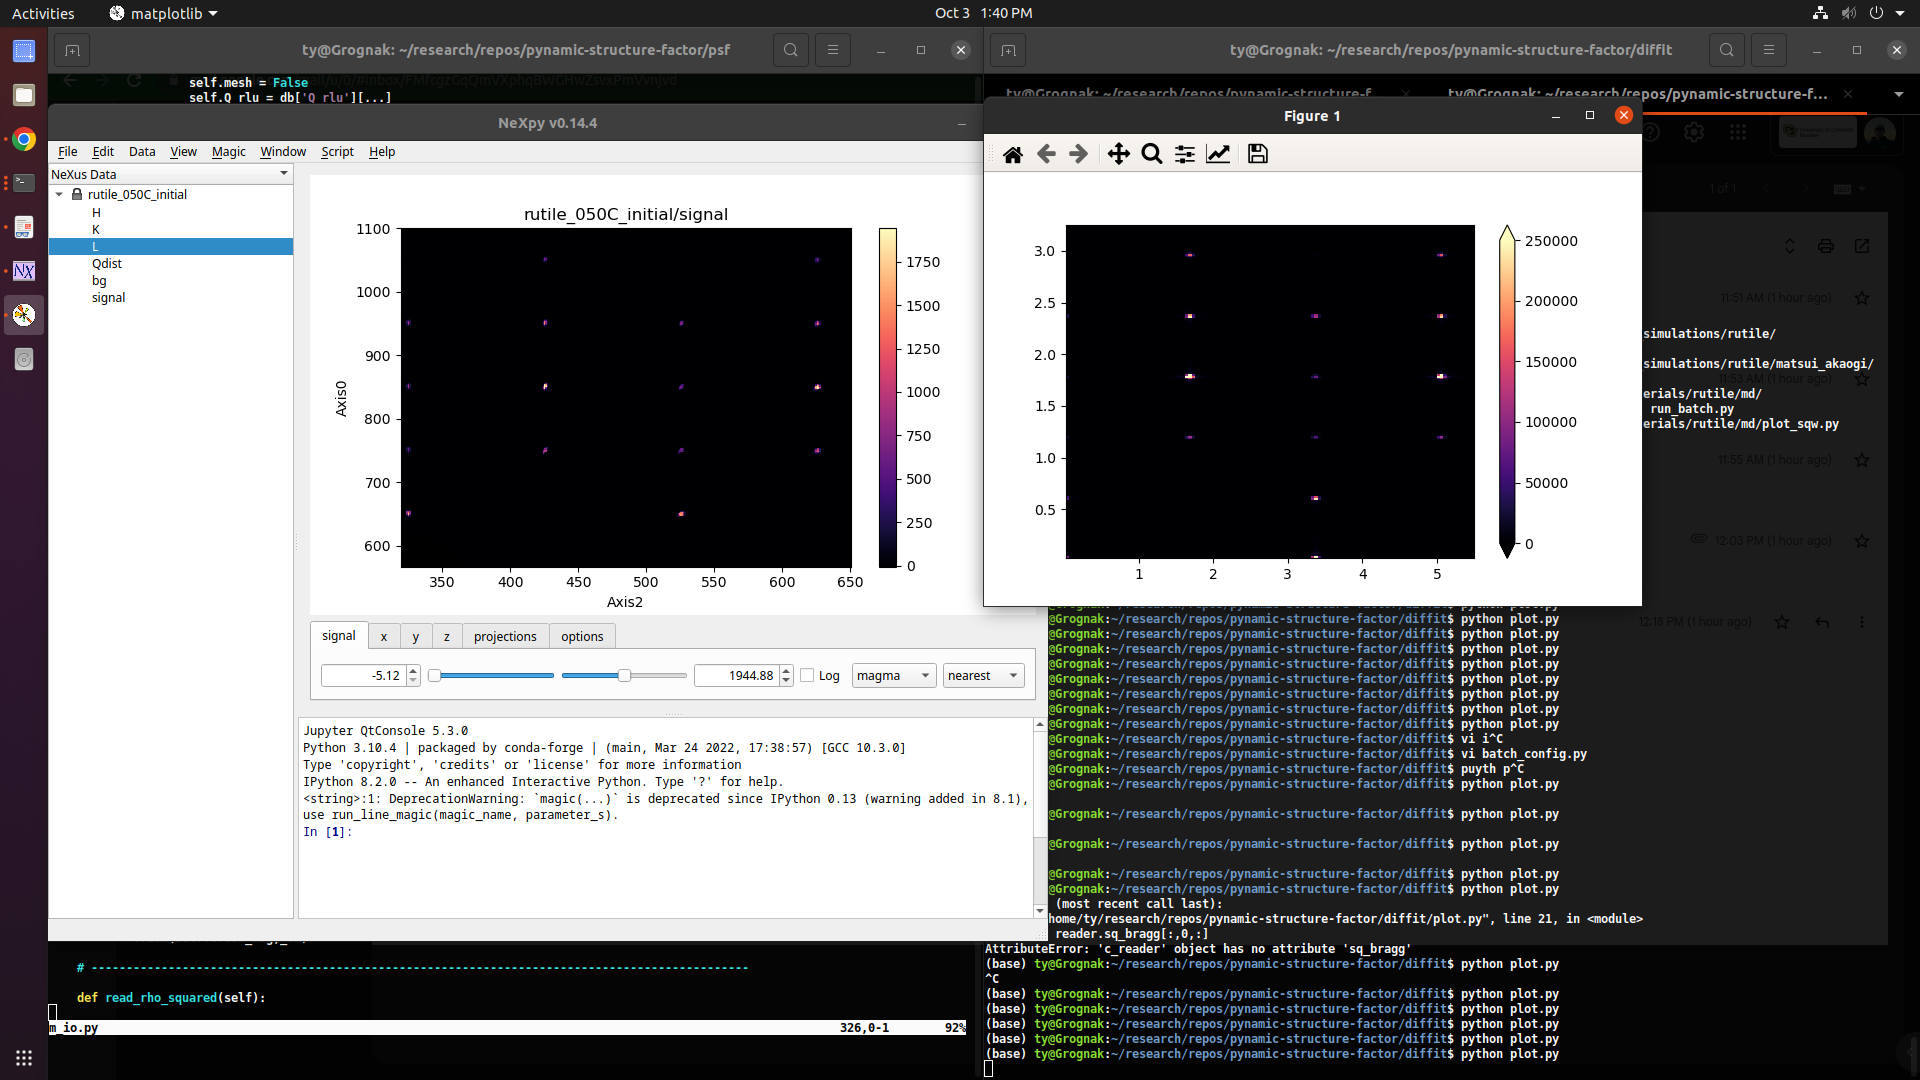 Activities
matplotlib
Oct 3 1:40 PM
ty@Grognak: ~/research/repos/pynamic-structure-factor/psf
self.mesh = False
self.Q_rlu = db['Q_rlu'][...]
NeXpy v0.14.4
File Edit Data View Magic Window Script Help
NeXus Data
rutile_050C_initial
H
K
L
Qdist
bg
signal
rutile_050C_initial/signal
1100
1000
900
800
700
600
Axis0
350 400 450 500 550 600 650
Axis2
1750
1500
1250
1000
750
500
250
0
signal x y z projections options
-5.12
1944.88
Log
magma
nearest
Jupyter QtConsole 5.3.0
Python 3.10.4 | packaged by conda-forge | (main, Mar 24 2022, 17:38:57) [GCC 10.3.0]
Type 'copyright', 'credits' or 'license' for more information
IPython 8.2.0 -- An enhanced Interactive Python. Type '?' for help.
<string>:1: DeprecationWarning: `magic(...)` is deprecated since IPython 0.13 (warning added in 8.1),
use run_line_magic(magic_name, parameter_s).
In [1]:
# ----------------------------------------------------------------------------------------------
def read_rho_squared(self):
m_io.py 326,0-1 92%
ty@Grognak: ~/research/repos/pynamic-structure-factor/diffit
ty@Grognak: ~/research/repos/pynamic-structure-f
ty@Grognak: ~/research/repos/pynamic-structure-f...
Figure 1
3.0
2.5
2.0
1.5
1.0
0.5
1 2 3 4 5
250000
200000
150000
100000
50000
0
1 of 1
11:51 AM (1 hour ago)
simulations/rutile/
simulations/rutile/matsui_akaogi/
11:53 AM (1 hour ago)
erials/rutile/md/
run_batch.py
erials/rutile/md/plot_sqw.py
11:55 AM (1 hour ago)
12:03 PM (1 hour ago)
12:18 PM (1 hour ago)
@Grognak:~/research/repos/pynamic-structure-factor/diffit$ python plot.py
@Grognak:~/research/repos/pynamic-structure-factor/diffit$ python plot.py
@Grognak:~/research/repos/pynamic-structure-factor/diffit$ python plot.py
@Grognak:~/research/repos/pynamic-structure-factor/diffit$ python plot.py
@Grognak:~/research/repos/pynamic-structure-factor/diffit$ python plot.py
@Grognak:~/research/repos/pynamic-structure-factor/diffit$ python plot.py
@Grognak:~/research/repos/pynamic-structure-factor/diffit$ python plot.py
@Grognak:~/research/repos/pynamic-structure-factor/diffit$ python plot.py
@Grognak:~/research/repos/pynamic-structure-factor/diffit$ python plot.py
@Grognak:~/research/repos/pynamic-structure-factor/diffit$ vi i^C
@Grognak:~/research/repos/pynamic-structure-factor/diffit$ vi batch_config.py
@Grognak:~/research/repos/pynamic-structure-factor/diffit$ puyth p^C
@Grognak:~/research/repos/pynamic-structure-factor/diffit$ python plot.py
@Grognak:~/research/repos/pynamic-structure-factor/diffit$ python plot.py
@Grognak:~/research/repos/pynamic-structure-factor/diffit$ python plot.py
@Grognak:~/research/repos/pynamic-structure-factor/diffit$ python plot.py
@Grognak:~/research/repos/pynamic-structure-factor/diffit$ python plot.py
(most recent call last):
home/ty/research/repos/pynamic-structure-factor/diffit/plot.py", line 21, in <module>
reader.sq_bragg[:,0,:]
AttributeError: 'c_reader' object has no attribute 'sq_bragg'
(base) ty@Grognak:~/research/repos/pynamic-structure-factor/diffit$ python plot.py
^C
(base) ty@Grognak:~/research/repos/pynamic-structure-factor/diffit$ python plot.py
(base) ty@Grognak:~/research/repos/pynamic-structure-factor/diffit$ python plot.py
(base) ty@Grognak:~/research/repos/pynamic-structure-factor/diffit$ python plot.py
(base) ty@Grognak:~/research/repos/pynamic-structure-factor/diffit$ python plot.py
(base) ty@Grognak:~/research/repos/pynamic-structure-factor/diffit$ python plot.py